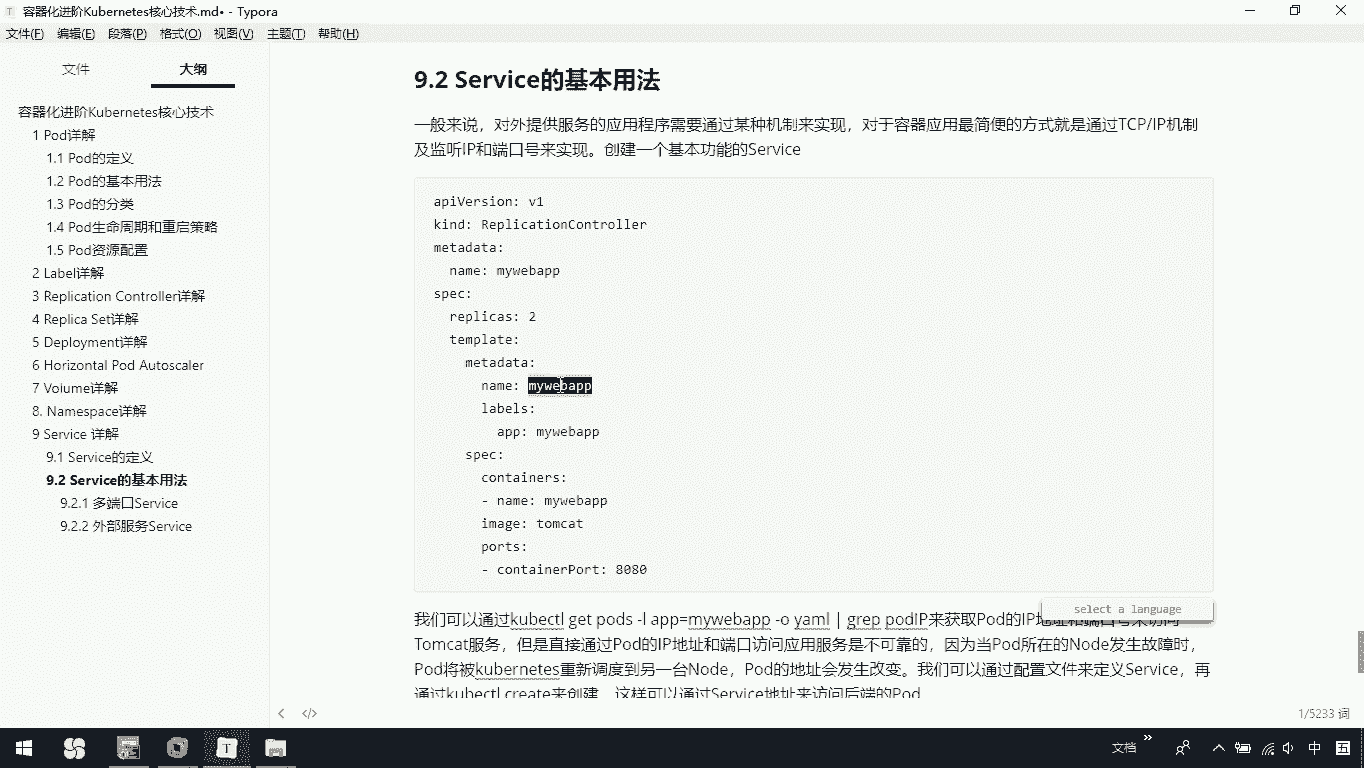 容器化进阶Kubernetes核心技术.md• - Typora
文件(F) 编辑(E) 段落(P) 格式(O) 视图(V) 主题(T) 帮助(H)
文件 大纲
容器化进阶Kubernetes核心技术
1 Pod详解
1.1 Pod的定义
1.2 Pod的基本用法
1.3 Pod的分类
1.4 Pod生命周期和重启策略
1.5 Pod资源配置
2 Label详解
3 Replication Controller详解
4 Replica Set详解
5 Deployment详解
6 Horizontal Pod Autoscaler
7 Volume详解
8. Namespace详解
9 Service 详解
9.1 Service的定义
9.2 Service的基本用法
9.2.1 多端口Service
9.2.2 外部服务Service
9.2 Service的基本用法
一般来说，对外提供服务的应用程序需要通过某种机制来实现，对于容器应用最简便的方式就是通过TCP/IP机制
及监听IP和端口号来实现。创建一个基本功能的Service
apiVersion: v1
kind: ReplicationController
metadata:
name: mywebapp
spec:
replicas: 2
template:
metadata:
name: mywebapp
labels:
app: mywebapp
spec:
containers:
- name: mywebapp
image: tomcat
ports:
- containerPort: 8080
select a language
我们可以通过kubectl get pods -l app=mywebapp -o yaml | grep podIP来获取Pod的IP地址和端口号来访问
Tomcat服务，但是直接通过Pod的IP地址和端口访问应用服务是不可靠的，因为当Pod所在的Node发生故障时，
Pod将被kubernetes重新调度到另一台Node，Pod的地址会发生改变。我们可以通过配置文件来定义Service，再
通过kubectl create来创建，这样可以通过Service地址来访问后端的Pod
1/5233 词
文档 » 中 五